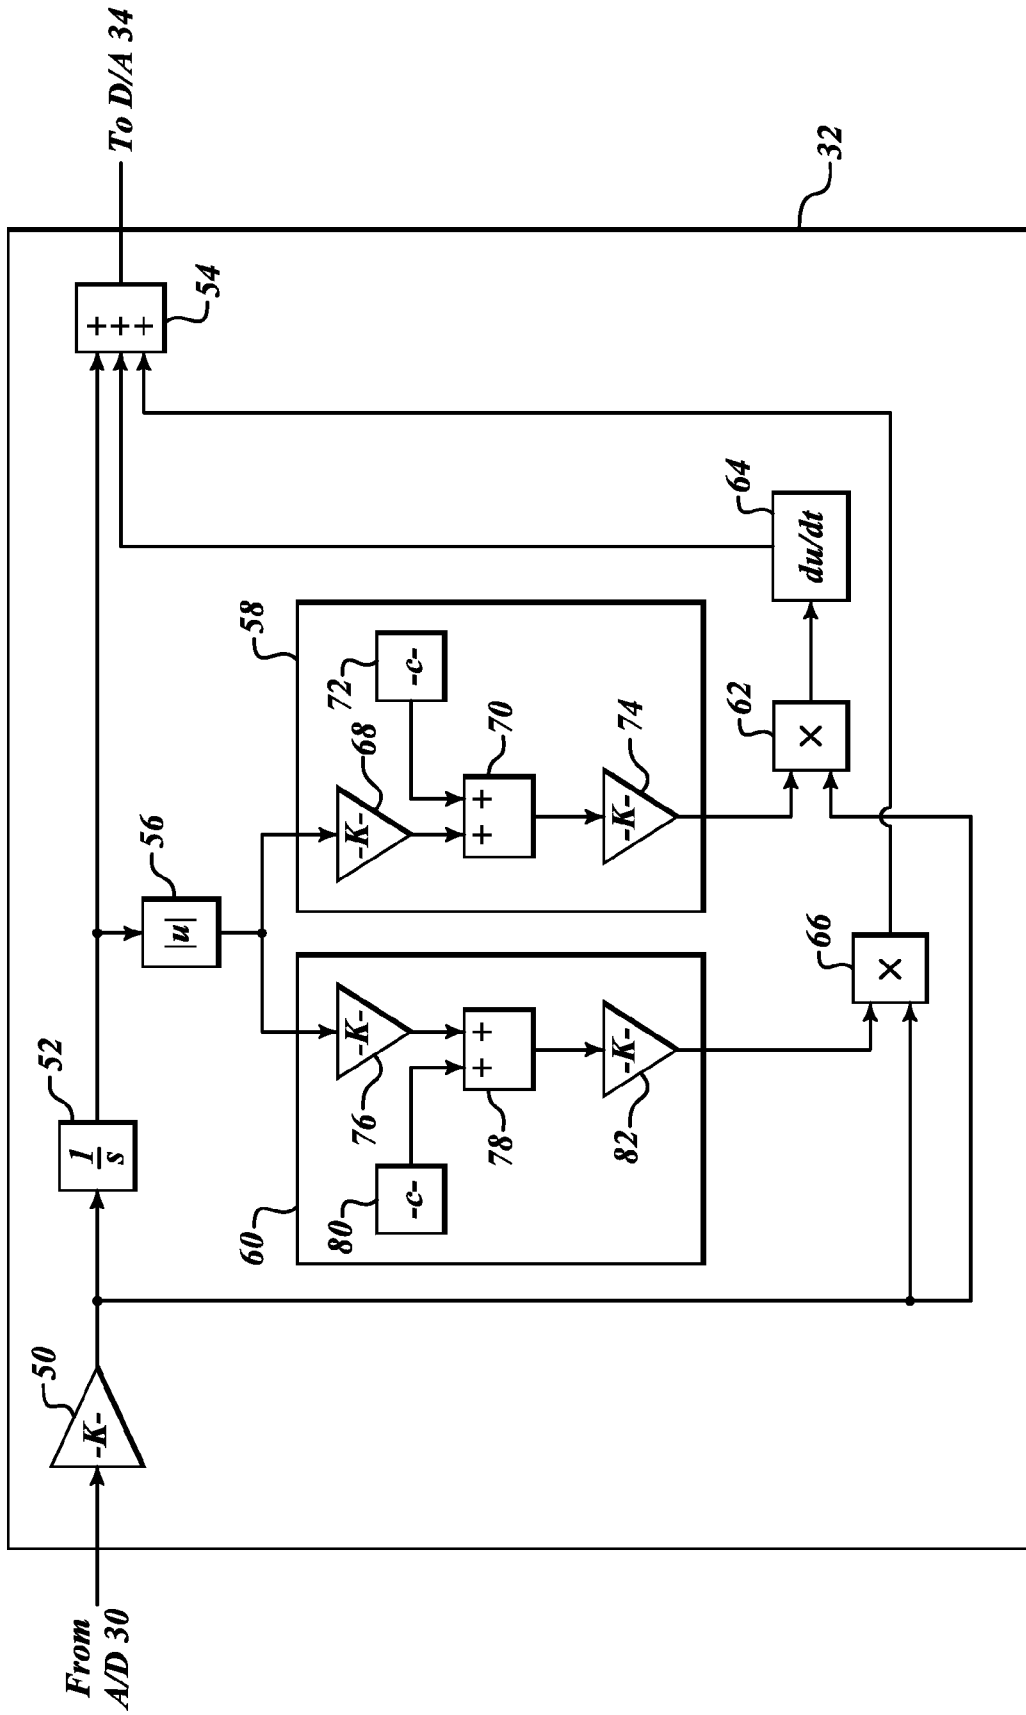 From
A/D 30
50
-K-
52
1
s
56
|u|
54
+++
To D/A 34
32
60
80
-c-
76
-K-
78
++
82
-K-
58
68
-K-
72
-c-
70
++
74
-K-
66
×
62
×
64
du/dt